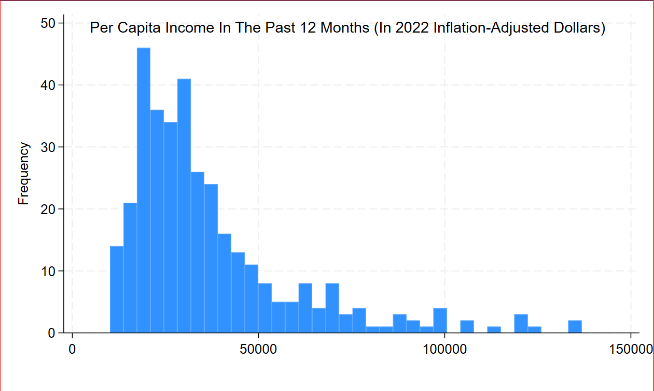 Per Capita Income In The Past 12 Months (In 2022 Inflation-Adjusted Dollars)
50
40
30
20
10
0
Frequency
0 50000 100000 150000